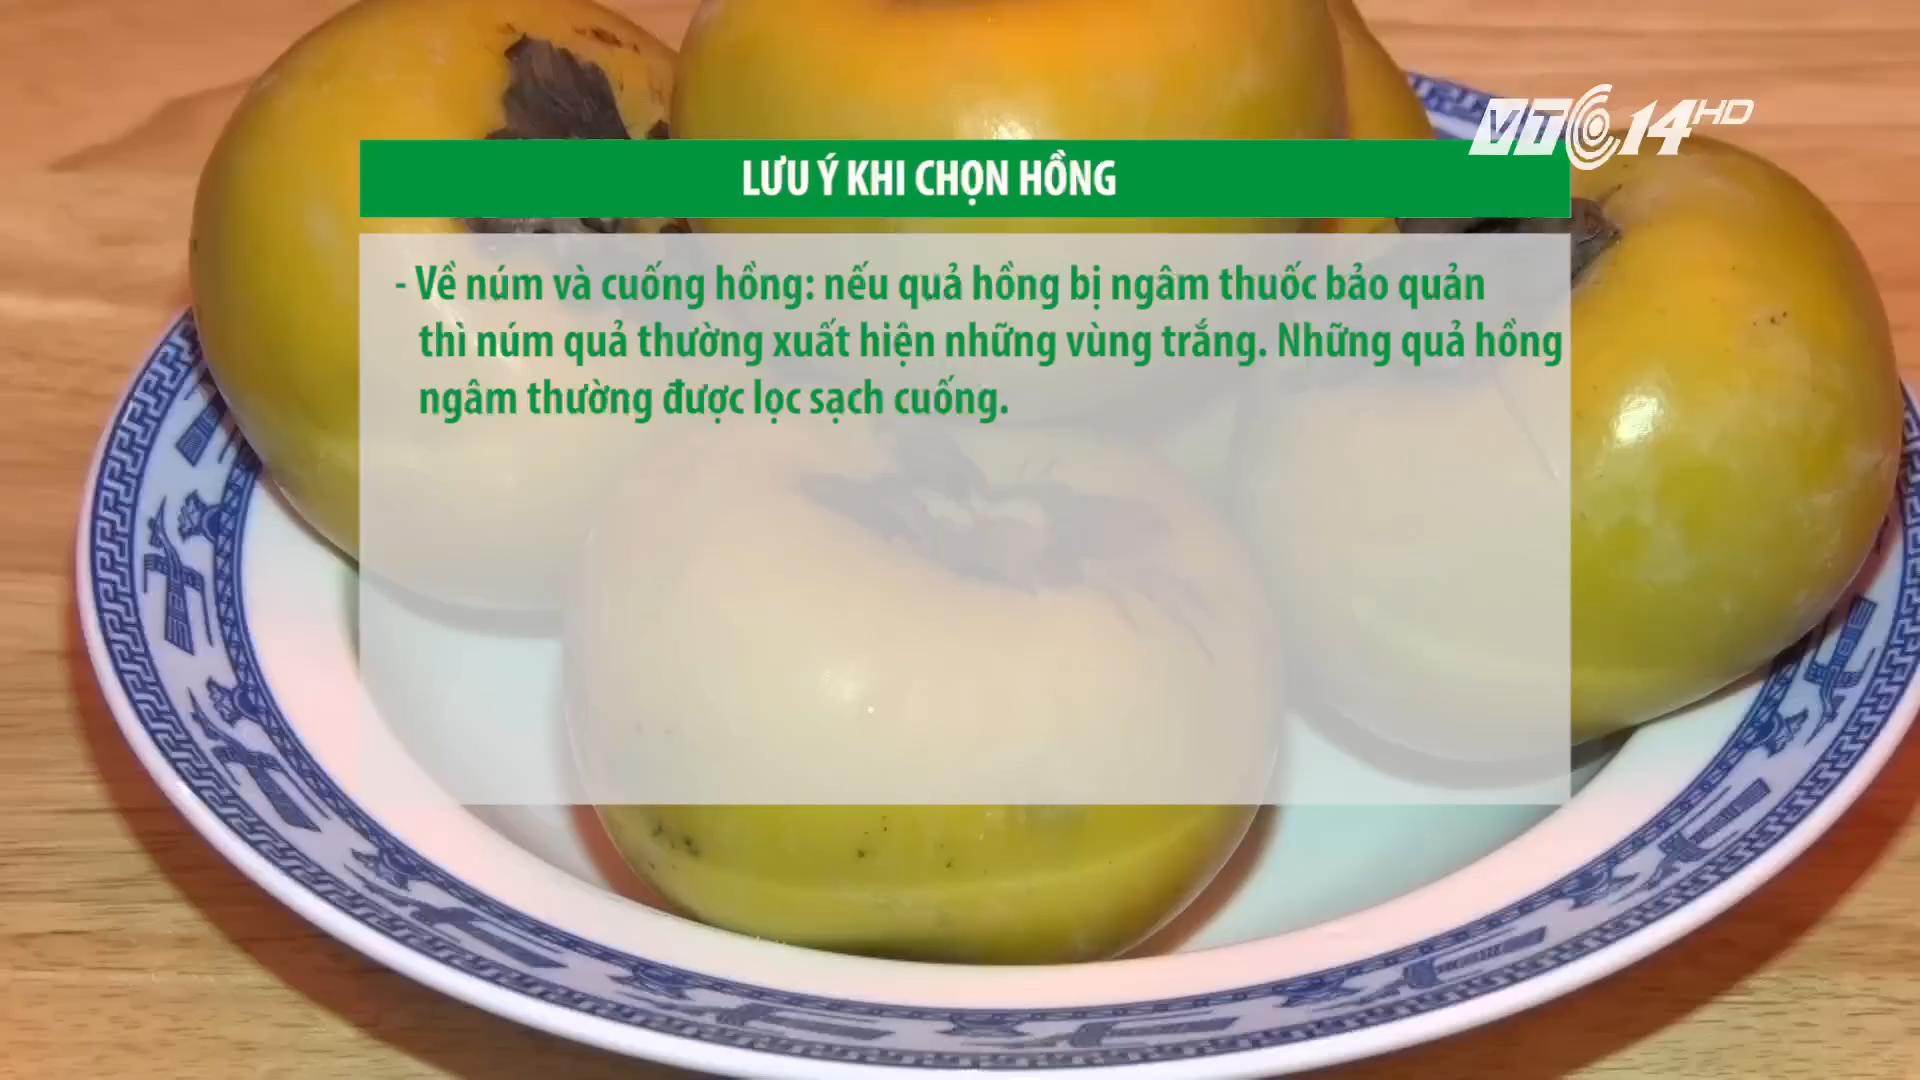 VTC14HD
LƯU Ý KHI CHỌN HỒNG
- Về núm và cuống hồng: nếu quả hồng bị ngâm thuốc bảo quản
thì núm quả thường xuất hiện những vùng trắng. Những quả hồng
ngâm thường được lọc sạch cuống.